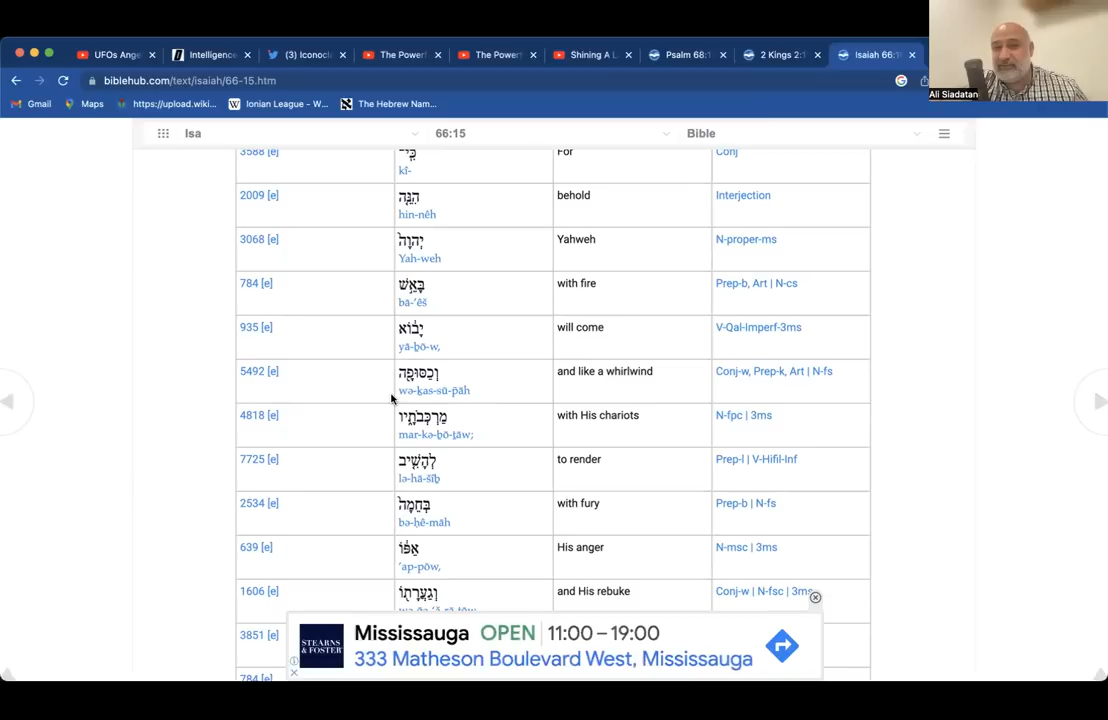 UFOs Ange
Intelligence
(3) Iconocl
The Powerf
The Powerf
Shining A L
Psalm 68:1
2 Kings 2:1
Isaiah 66:1
biblehub.com/text/isaiah/66-15.htm
Gmail
Maps
https://upload.wiki...
Ionian League - W...
The Hebrew Nam...
Ali Siadatan
Isa 66:15 Bible
3588 [e] כִּֽי־ For Conj
kî-
2009 [e] הִנֵּ֤ה behold Interjection
hin-nêh
3068 [e] יְהוָה֙ Yahweh N-proper-ms
Yah-weh
784 [e] בָּאֵ֣שׁ with fire Prep-b, Art | N-cs
bā-’êš
935 [e] יָב֔וֹא will come V-Qal-Imperf-3ms
yā-ḇō-w,
5492 [e] וְכַסּוּפָ֖ה and like a whirlwind Conj-w, Prep-k, Art | N-fs
wə-ḵas-sū-p̄āh
4818 [e] מַרְכְּבֹתָ֑יו with His chariots N-fpc | 3ms
mar-kə-ḇō-ṯāw;
7725 [e] לְהָשִׁ֤יב to render Prep-l | V-Hifil-Inf
lə-hā-šîḇ
2534 [e] בְּחֵמָה֙ with fury Prep-b | N-fs
bə-ḥê-māh
639 [e] אַפּ֔וֹ His anger N-msc | 3ms
’ap-pōw,
1606 [e] וְגַעֲרָת֖וֹ and His rebuke Conj-w | N-fsc | 3ms
3851 [e]
784 [e]
STEARNS
& FOSTER
Mississauga OPEN 11:00 – 19:00
333 Matheson Boulevard West, Mississauga